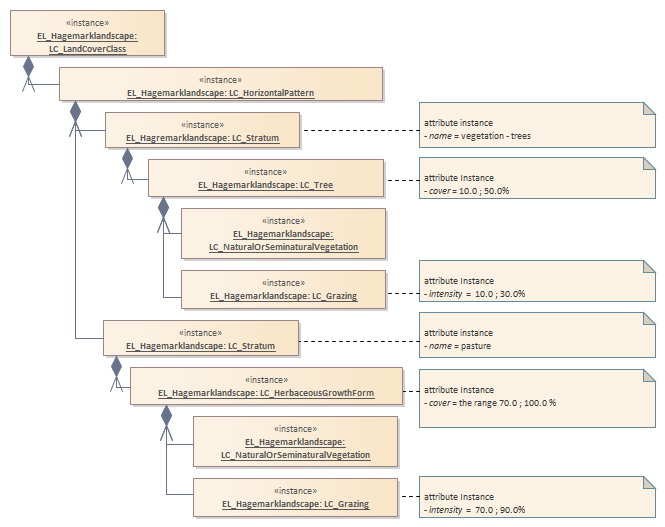 «instance»
EL_Hagemarklandscape:
LC_LandCoverClass
«instance»
EL_Hagemarklandscape: LC_HorizontalPattern
«instance»
EL_Hagremarklandscape: LC_Stratum
attribute instance
- name = vegetation - trees
«instance»
EL_Hagemarklandscape: LC_Tree
attribute Instance
- cover = 10.0 ; 50.0%
«instance»
EL_Hagemarklandscape:
LC_NaturalOrSeminaturalVegetation
«instance»
EL_Hagemarklandscape: LC_Grazing
attribute Instance
- intensity = 10.0 ; 30.0%
«instance»
EL_Hagemarklandscape: LC_Stratum
attribute instance
- name = pasture
«instance»
EL_Hagemarklandscape: LC_HerbaceousGrowthForm
attribute Instance
- cover = the range 70.0 ; 100.0 %
«instance»
EL_Hagemarklandscape:
LC_NaturalOrSeminaturalVegetation
«instance»
EL_Hagemarklandscape: LC_Grazing
attribute Instance
- intensity = 70.0 ; 90.0%